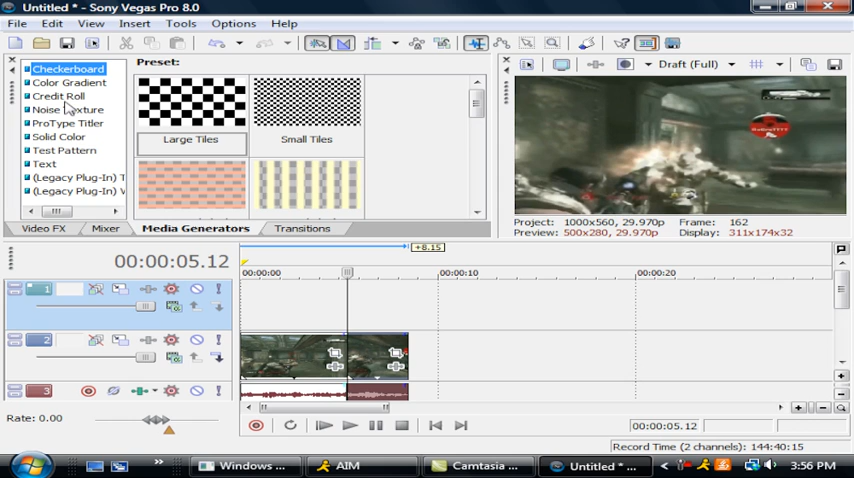 Untitled * - Sony Vegas Pro 8.0
File Edit View Insert Tools Options Help
Checkerboard
Color Gradient
Credit Roll
Noise Texture
ProType Titler
Solid Color
Test Pattern
Text
(Legacy Plug-In) T
(Legacy Plug-In) V
Preset:
Large Tiles
Small Tiles
Draft (Full)
Project: 1000x560, 29.970p Frame: 162
Preview: 500x280, 29.970p Display: 311x174x32
Video FX Mixer Media Generators Transitions
+8.15
00:00:05.12
00:00:00 00:00:10 00:00:20
1
2
3
Rate: 0.00
00:00:05.12
Record Time (2 channels): 144:40:15
Windows ... AIM Camtasia ... Untitled * ... 3:56 PM